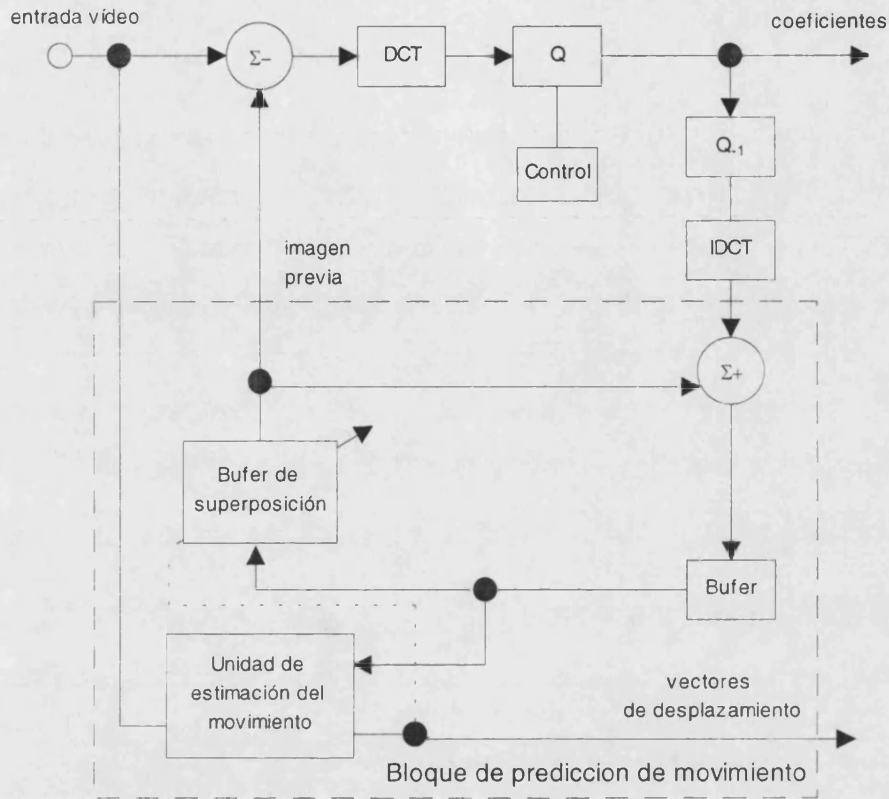 entrada vídeo
coeficientes
Σ−
DCT
Q
Control
Q-1
IDCT
imagen
previa
Σ+
Bufer de
superposición
Bufer
Unidad de
estimación del
movimiento
vectores
de desplazamiento
Bloque de prediccion de movimiento